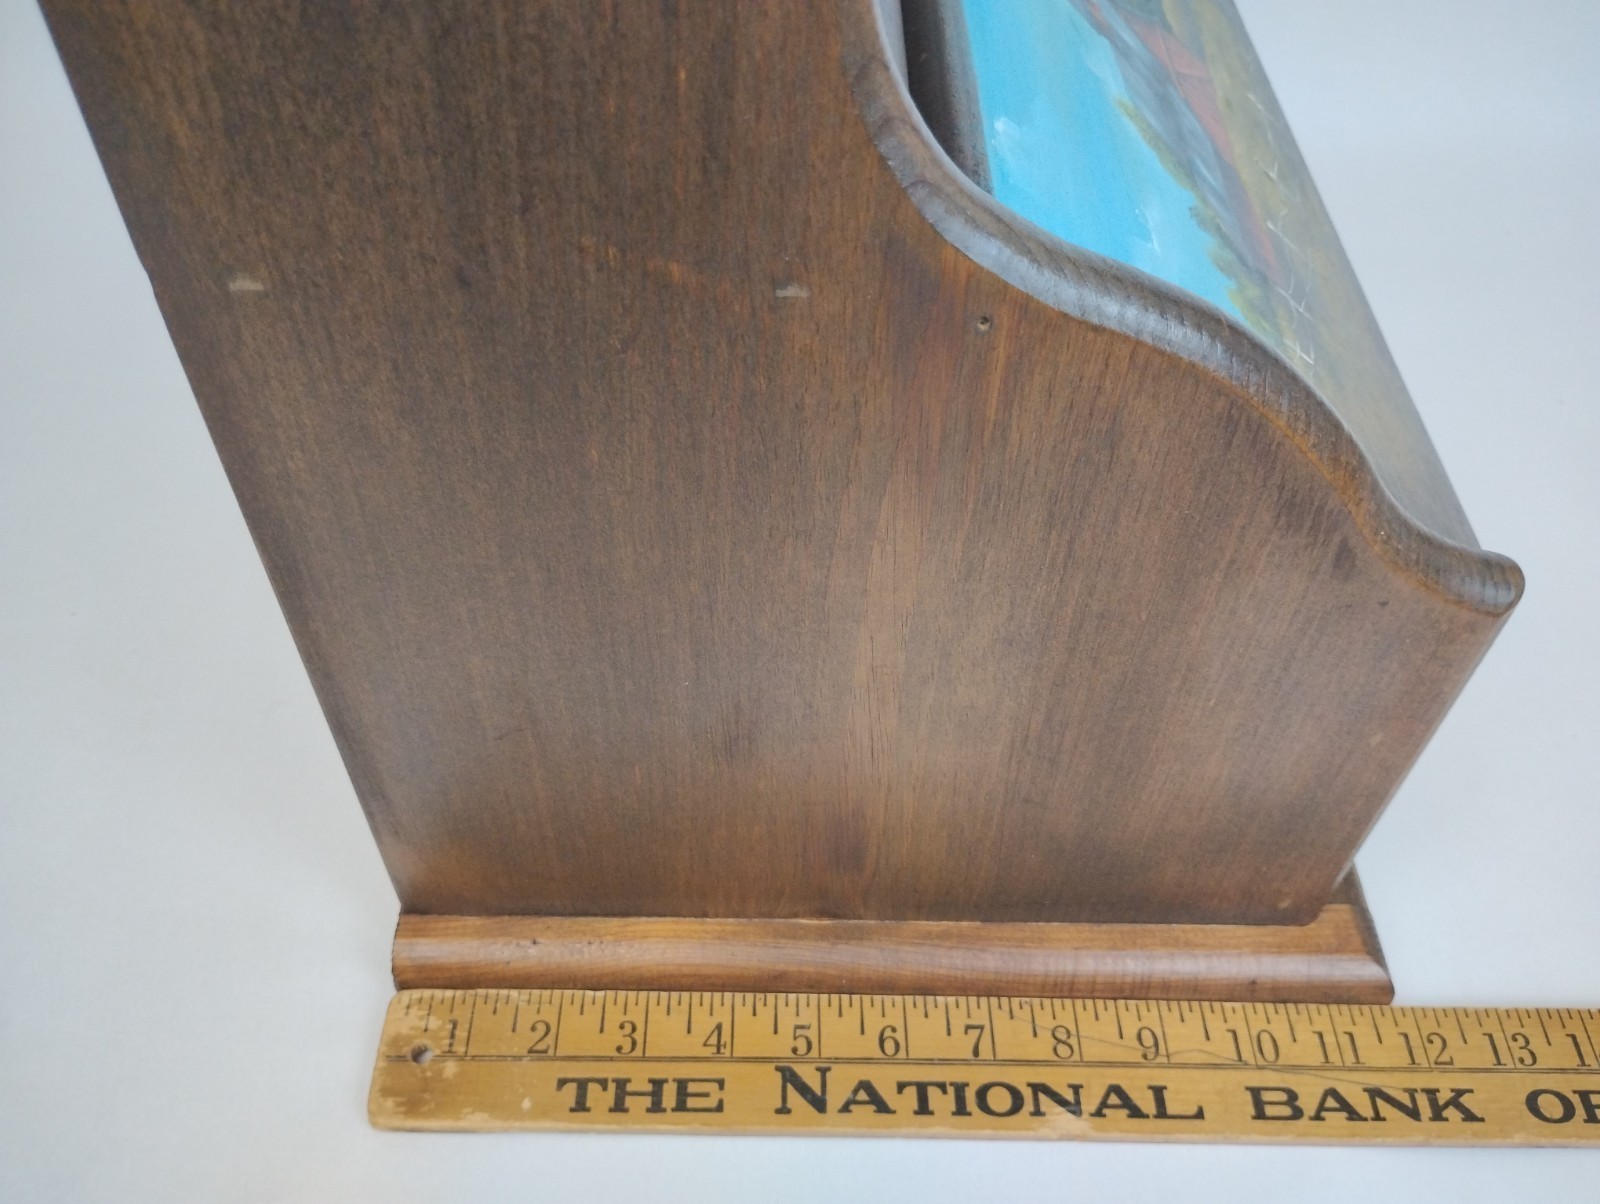 1 2 3 4 5 6 7 8 9 10 11 12 13
THE NATIONAL BANK OF